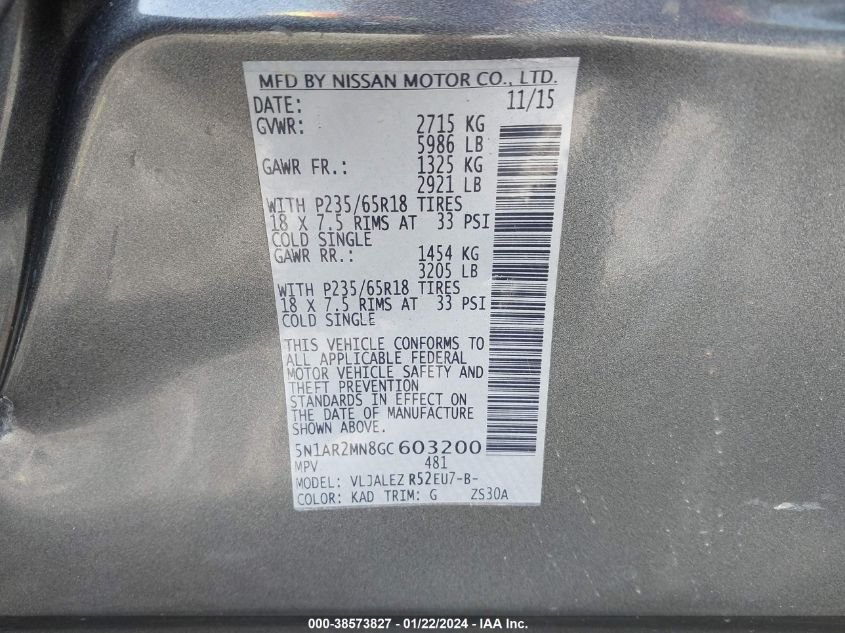 MFD BY NISSAN MOTOR CO., LTD.
DATE: 11/15
GVWR: 2715 KG
5986 LB
GAWR FR.: 1325 KG
2921 LB
WITH P235/65R18 TIRES
18 X 7.5 RIMS AT 33 PSI
COLD SINGLE
GAWR RR.: 1454 KG
3205 LB
WITH P235/65R18 TIRES
18 X 7.5 RIMS AT 33 PSI
COLD SINGLE
THIS VEHICLE CONFORMS TO
ALL APPLICABLE FEDERAL
MOTOR VEHICLE SAFETY AND
THEFT PREVENTION
STANDARDS IN EFFECT ON
THE DATE OF MANUFACTURE
SHOWN ABOVE.
5N1AR2MN8GC 603200
MPV 481
MODEL: VLJALEZ R52EU7-B-
COLOR: KAD TRIM: G ZS30A
000-38573827 - 01/22/2024 - IAA Inc.